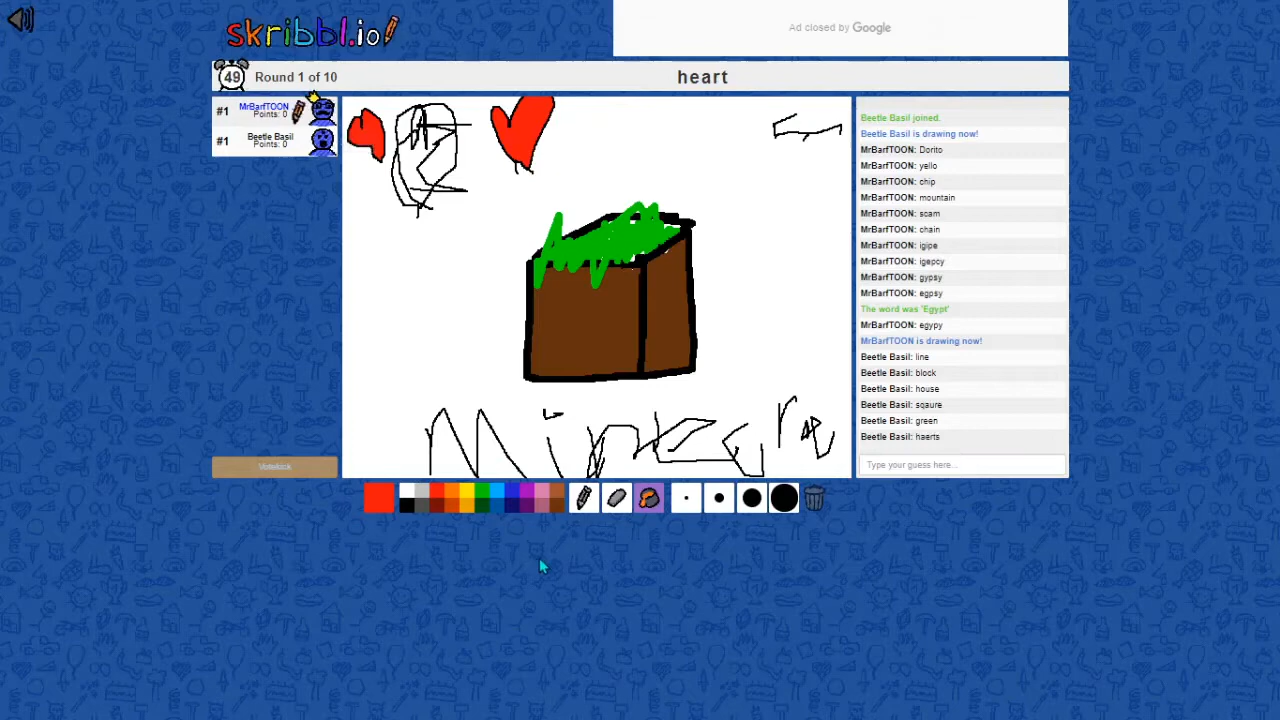 skribbl.io
Ad closed by Google
49
Round 1 of 10
heart
#1
MrBarfTOON
Points: 0
#1
Beetle Basil
Points: 0
Votekick
Beetle Basil joined.
Beetle Basil is drawing now!
MrBarfTOON: Dorito
MrBarfTOON: yello
MrBarfTOON: chip
MrBarfTOON: mountain
MrBarfTOON: scam
MrBarfTOON: chain
MrBarfTOON: igipe
MrBarfTOON: igepcy
MrBarfTOON: gypsy
MrBarfTOON: egpsy
The word was 'Egypt'
MrBarfTOON: egypy
MrBarfTOON is drawing now!
Beetle Basil: line
Beetle Basil: block
Beetle Basil: house
Beetle Basil: sqaure
Beetle Basil: green
Beetle Basil: haerts
Type your guess here...